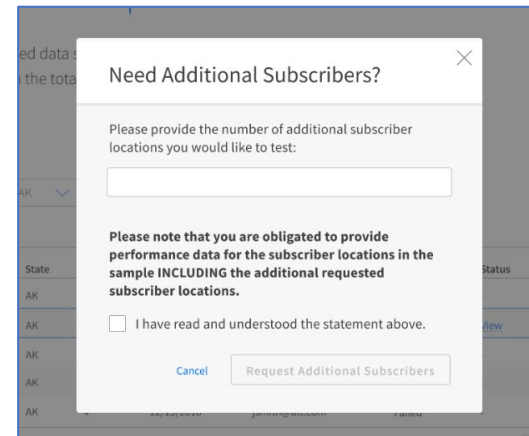 ed data
the tota
Need Additional Subscribers?
Please provide the number of additional subscriber
locations you would like to test:
AK
Please note that you are obligated to provide
performance data for the subscriber locations in the
sample INCLUDING the additional requested
subscriber locations.
State
Status
AK
I have read and understood the statement above.
AK
View
AK
Cancel
Request Additional Subscribers
AK
AK